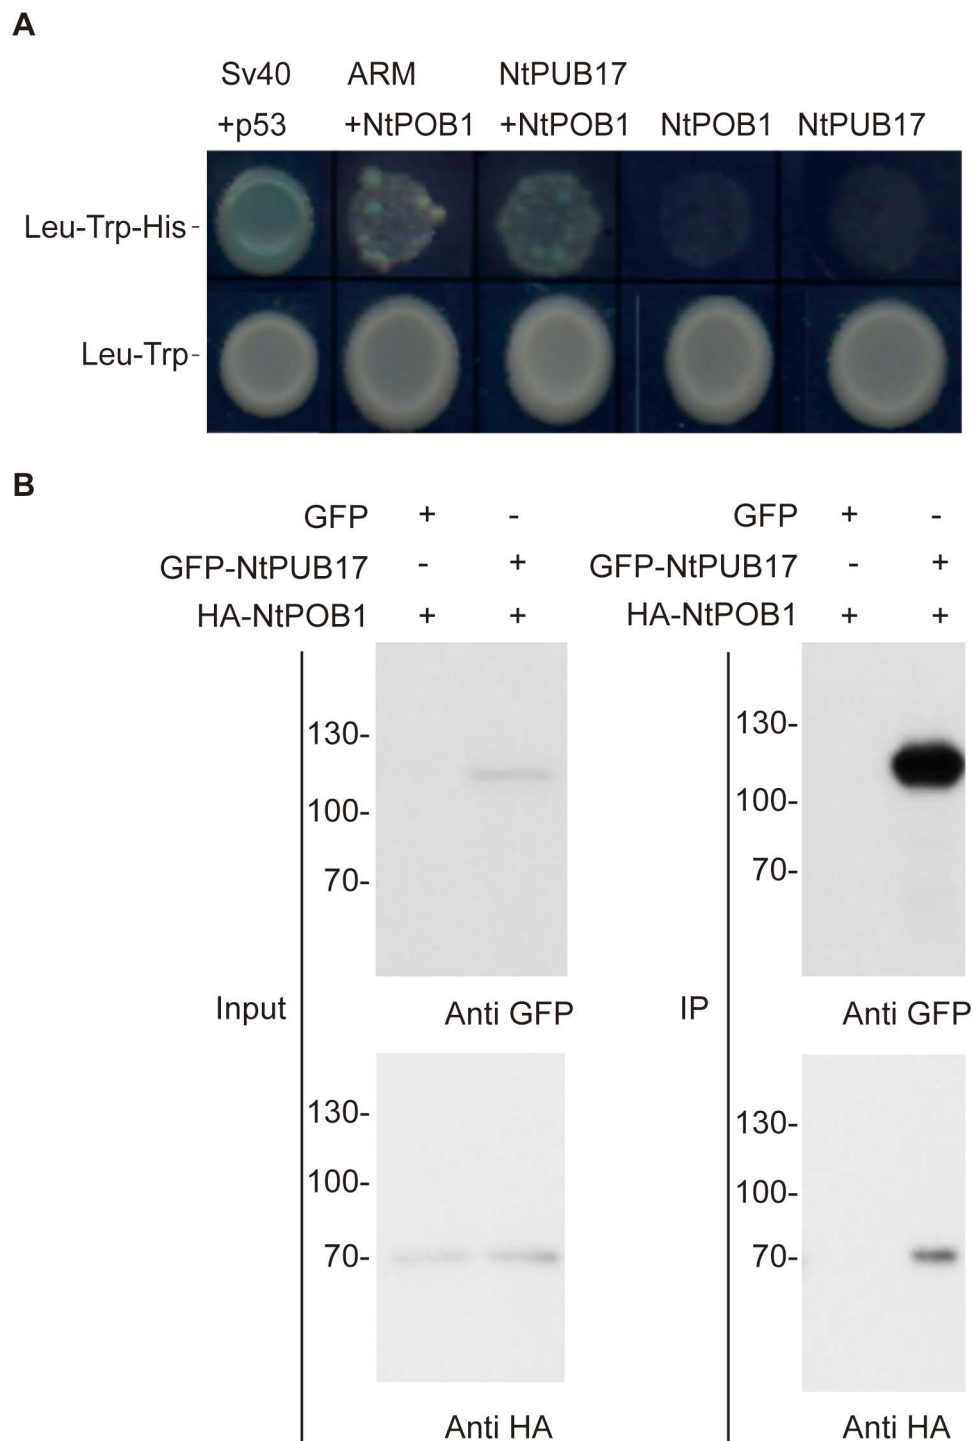 A
Sv40 ARM NtPUB17
+p53 +NtPOB1 +NtPOB1 NtPOB1 NtPUB17
Leu-Trp-His -
Leu-Trp-
B
GFP + - GFP + -
GFP-NtPUB17 - + GFP-NtPUB17 - +
HA-NtPOB1 + + HA-NtPOB1 + +
130- 130-
100- 100-
70- 70-
Input Anti GFP IP Anti GFP
130- 130-
100- 100-
70- 70-
Anti HA Anti HA